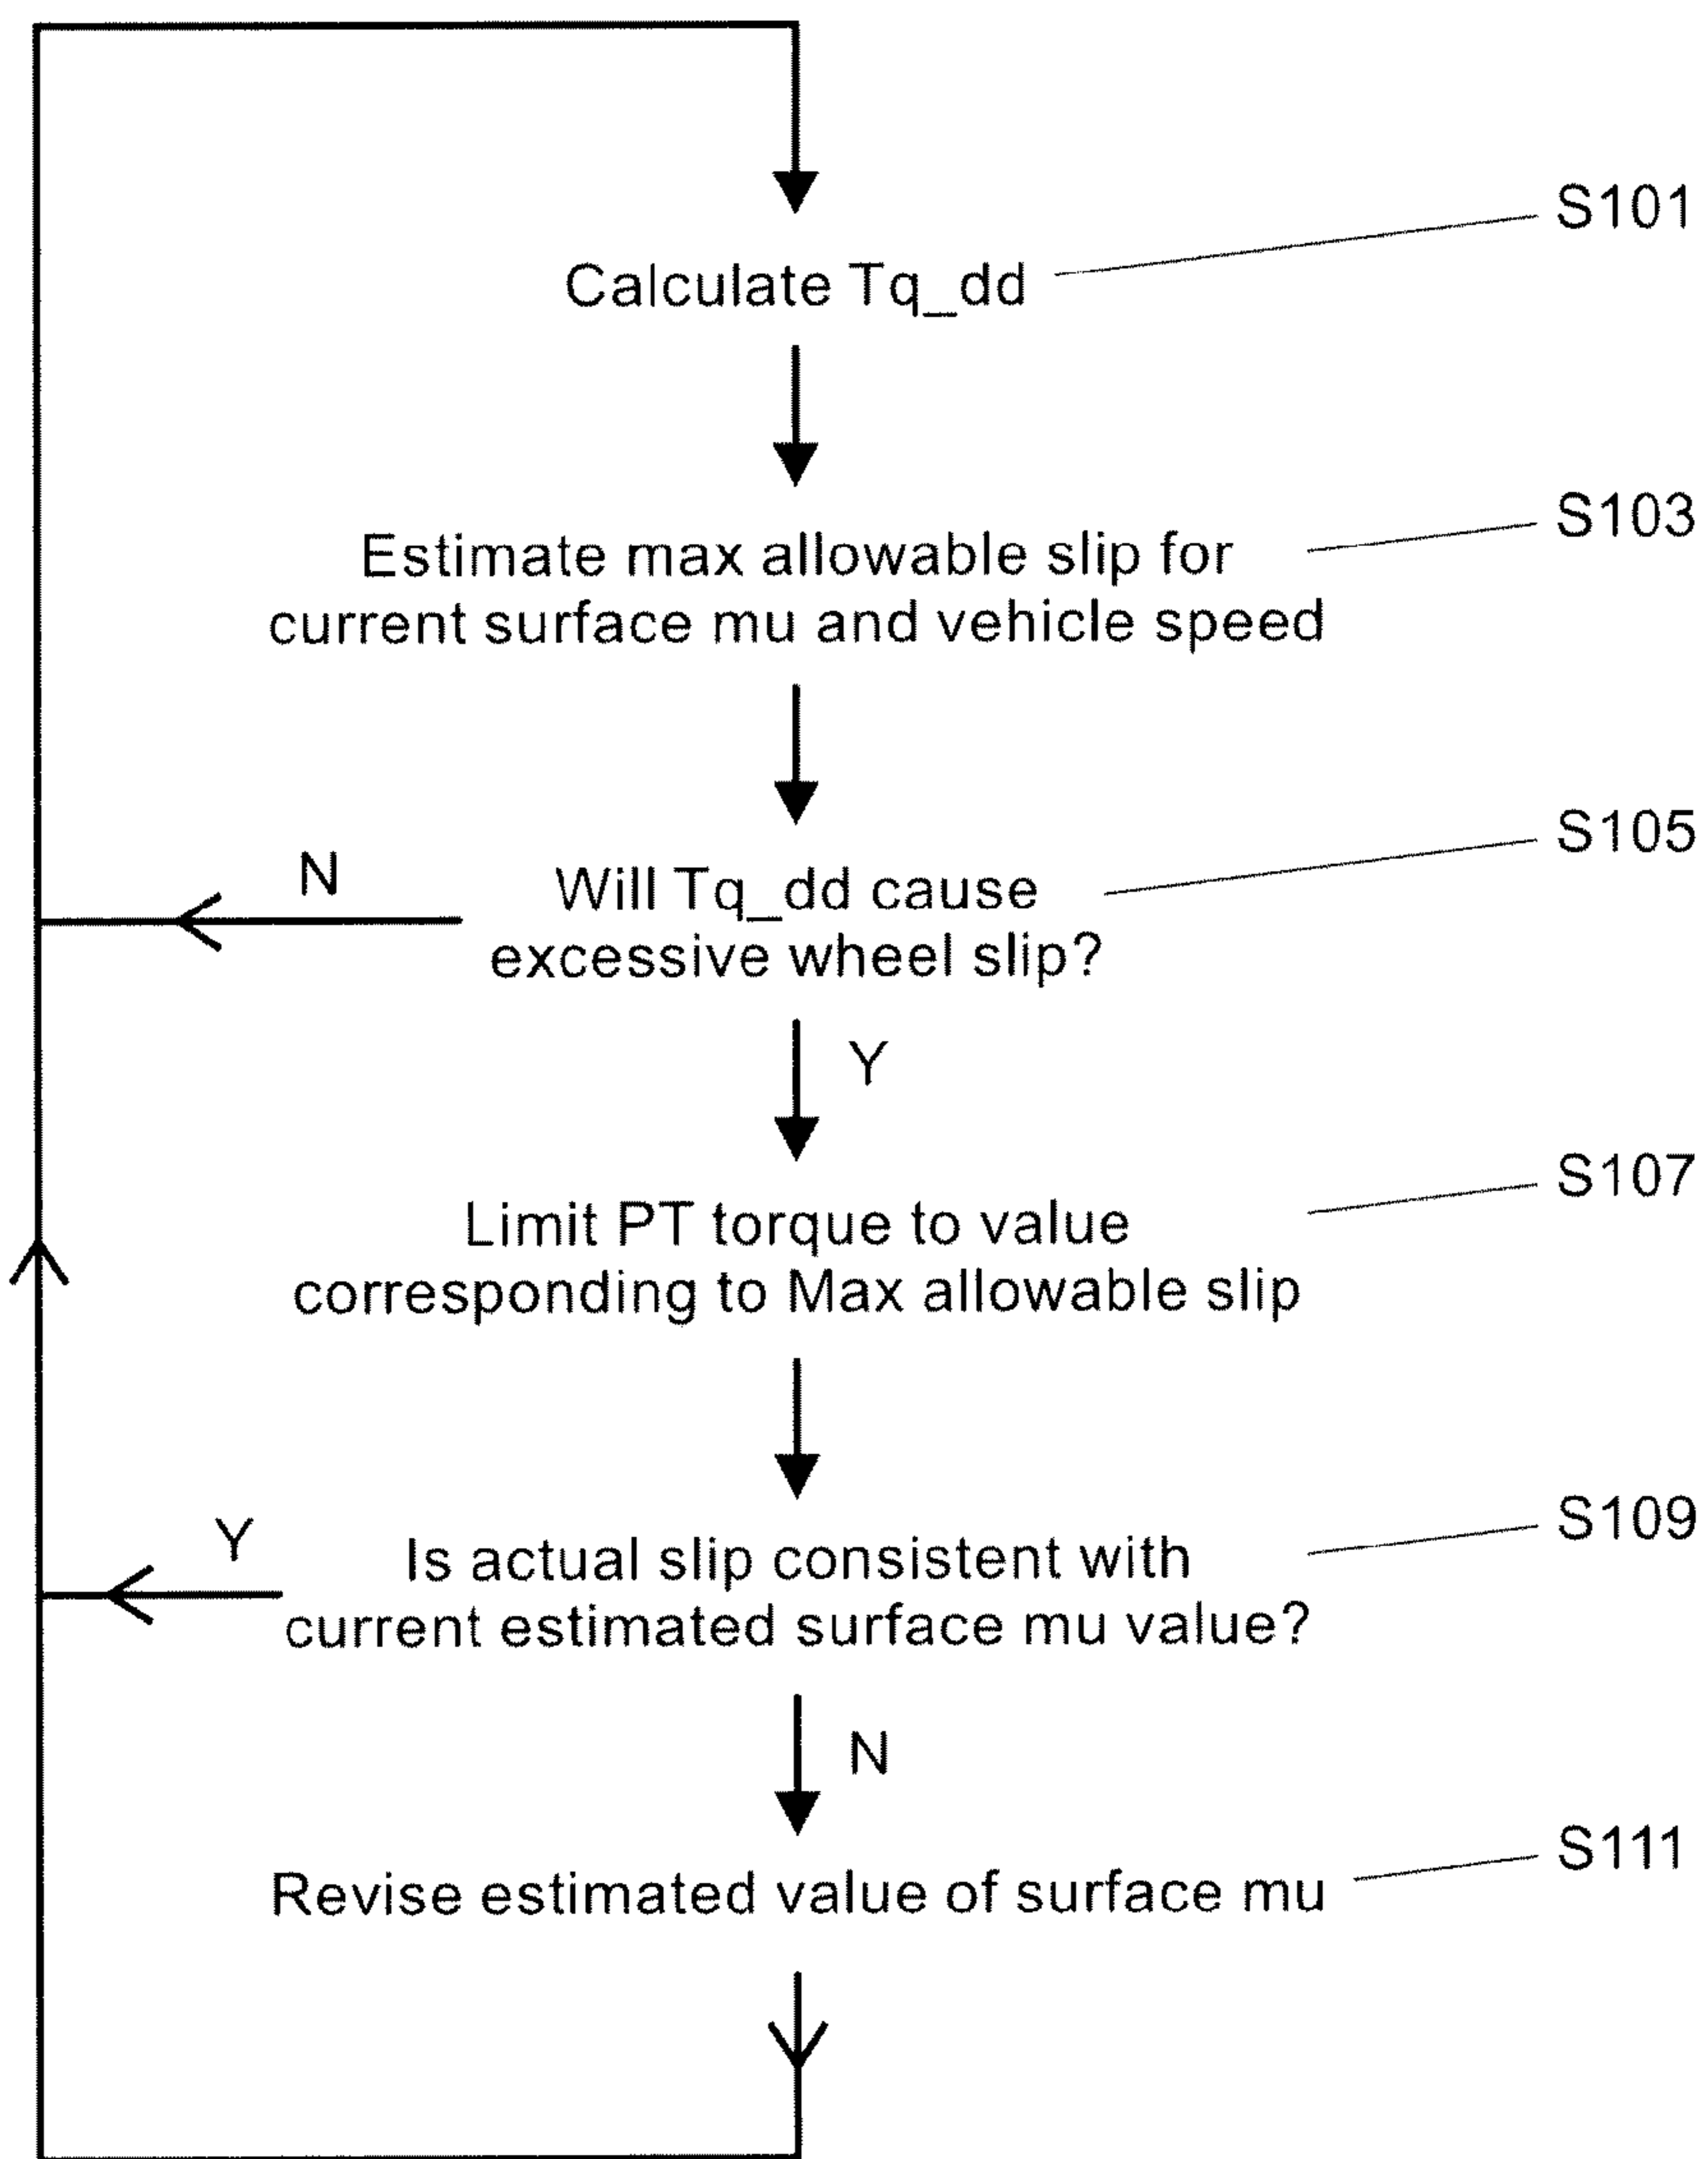 S101
Calculate Tq_dd
S103
Estimate max allowable slip for
current surface mu and vehicle speed
S105
N
Will Tq_dd cause
excessive wheel slip?
Y
S107
Limit PT torque to value
corresponding to Max allowable slip
S109
Y
Is actual slip consistent with
current estimated surface mu value?
N
S111
Revise estimated value of surface mu